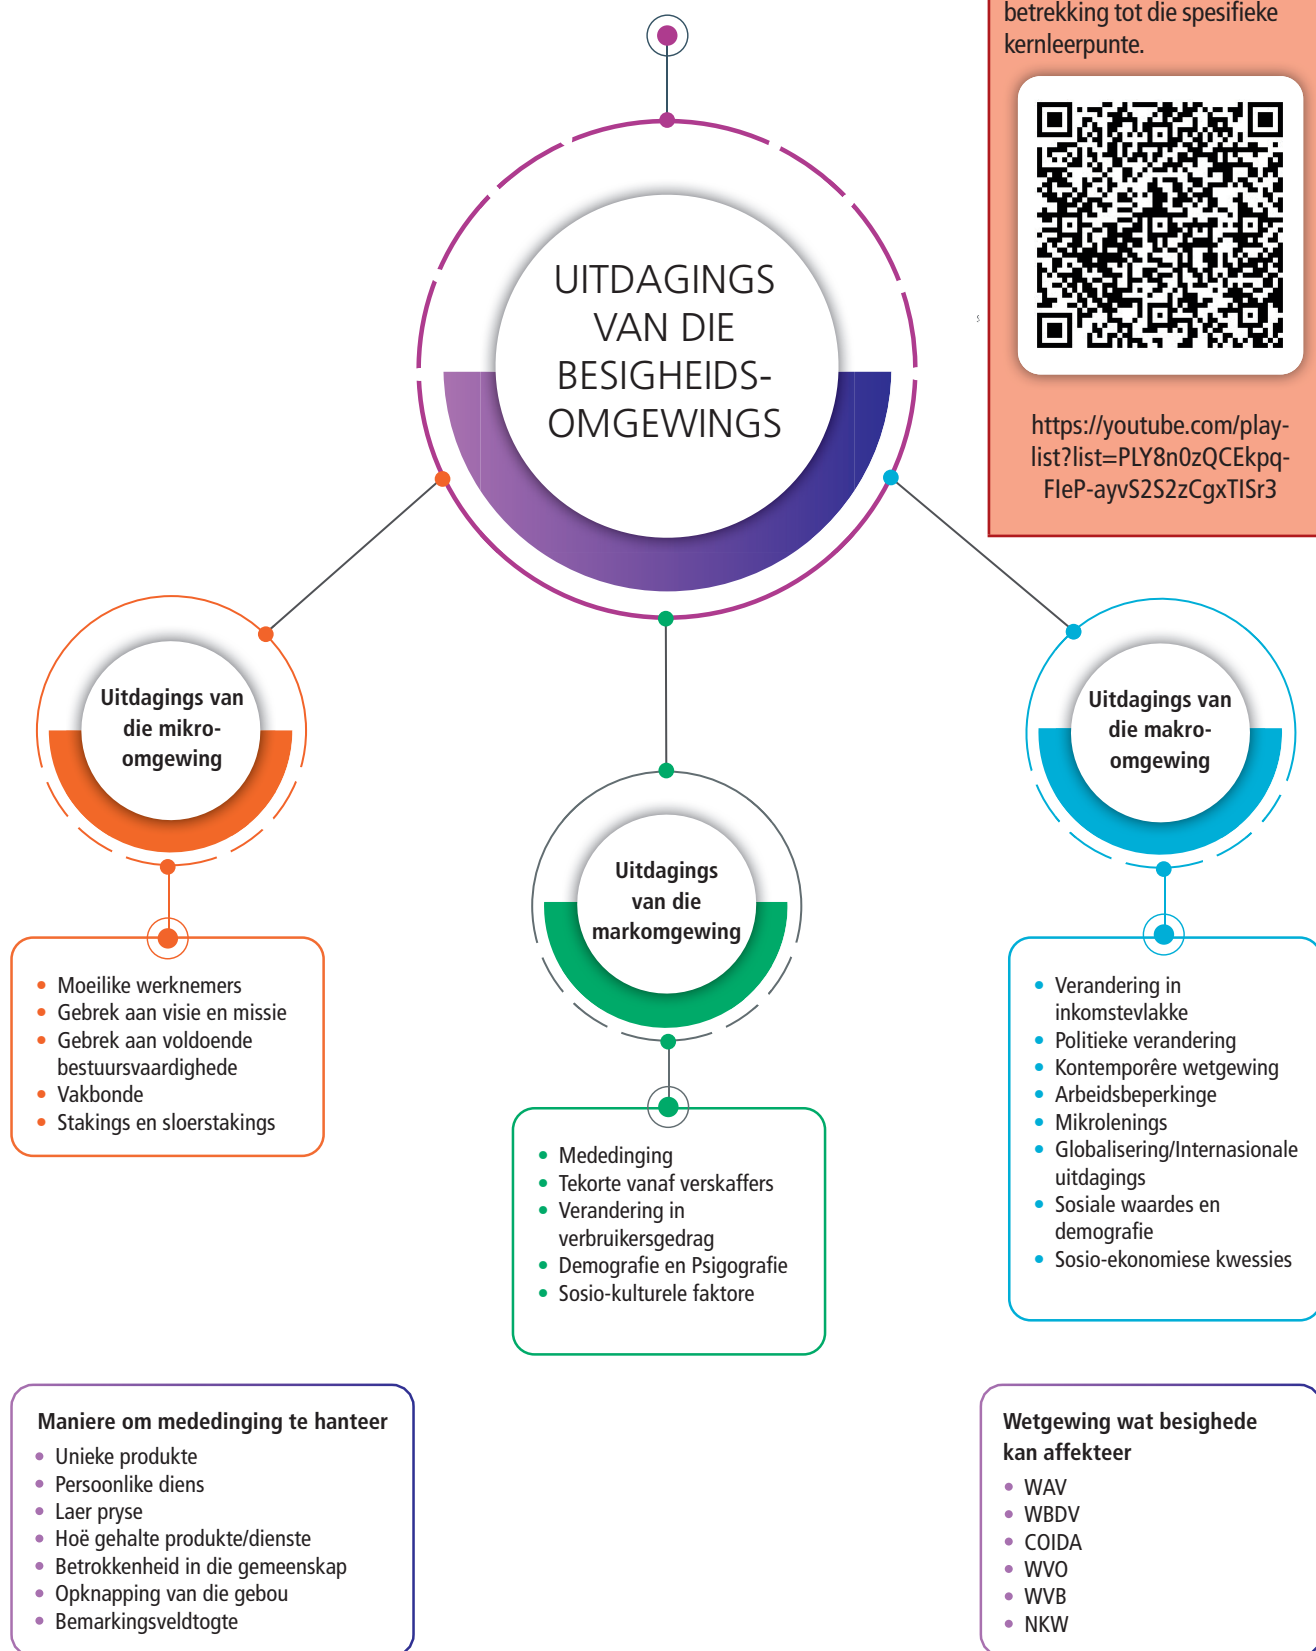 betrekking tot die spesifieke
kernleerpunte.
https://youtube.com/play-
list?list=PLY8n0zQCEkpq-
FIeP-ayvS2S2zCgxTISr3
UITDAGINGS
VAN DIE
BESIGHEIDS-
OMGEWINGS
s
Uitdagings van
die mikro-
omgewing
• Moeilike werknemers
• Gebrek aan visie en missie
• Gebrek aan voldoende
bestuursvaardighede
• Vakbonde
• Stakings en sloerstakings
Uitdagings
van die
markomgewing
• Mededinging
• Tekorte vanaf verskaffers
• Verandering in
verbruikersgedrag
• Demografie en Psigografie
• Sosio-kulturele faktore
Uitdagings van
die makro-
omgewing
• Verandering in
inkomstevlakke
• Politieke verandering
• Kontemporêre wetgewing
• Arbeidsbeperkinge
• Mikrolenings
• Globalisering/Internasionale
uitdagings
• Sosiale waardes en
demografie
• Sosio-ekonomiese kwessies
Maniere om mededinging te hanteer
• Unieke produkte
• Persoonlike diens
• Laer pryse
• Hoë gehalte produkte/dienste
• Betrokkenheid in die gemeenskap
• Opknapping van die gebou
• Bemarkingsveldtogte
Wetgewing wat besighede
kan affekteer
• WAV
• WBDV
• COIDA
• WVO
• WVB
• NKW